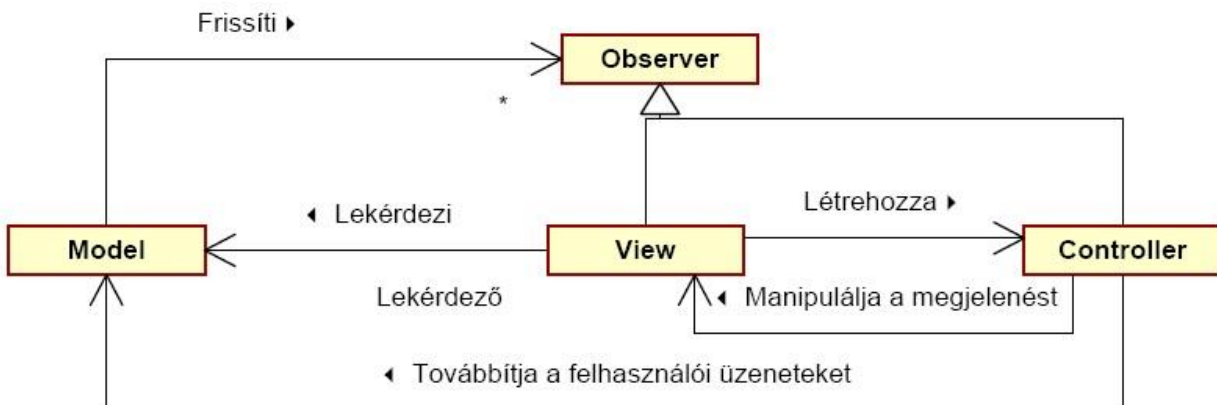 Frissíti
Observer
*
Létrehozza
Lekérdezi
Model
View
Controller
Lekérdező
Manipulálja a megjelenést
Továbbítja a felhasználói üzeneteket